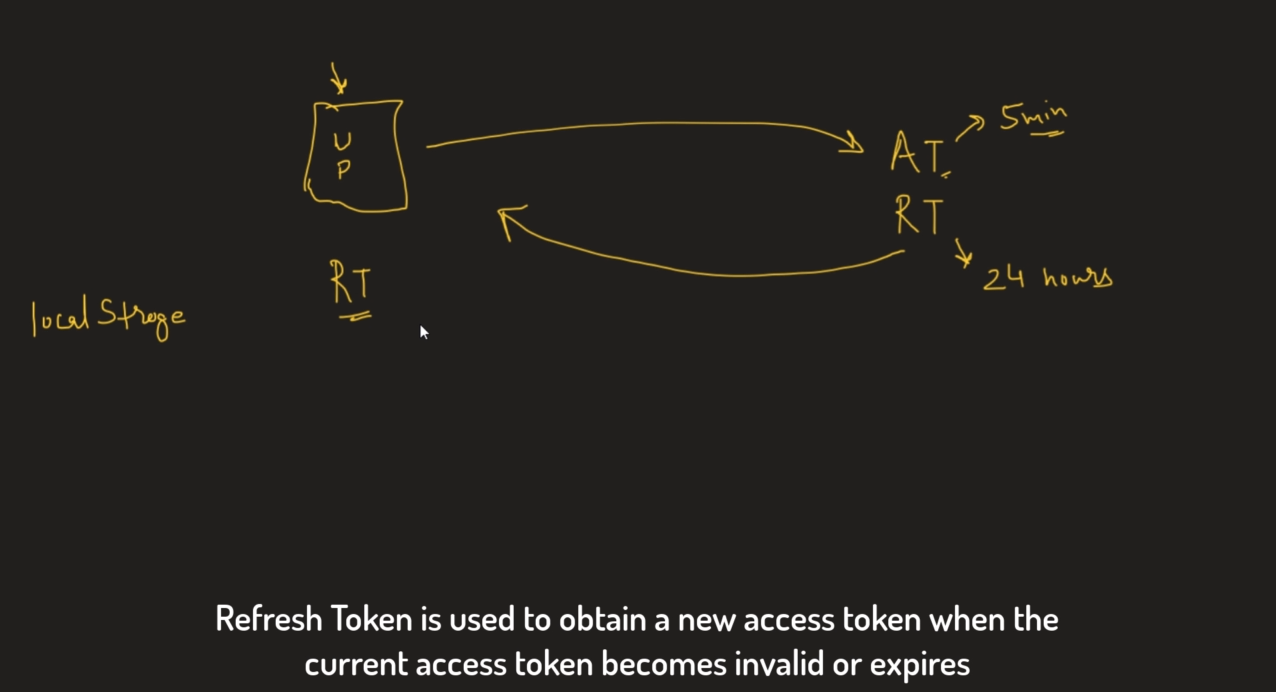 U
P
AT
5min
RT
24 hours
RT
local Stroge
Refresh Token is used to obtain a new access token when the
current access token becomes invalid or expires